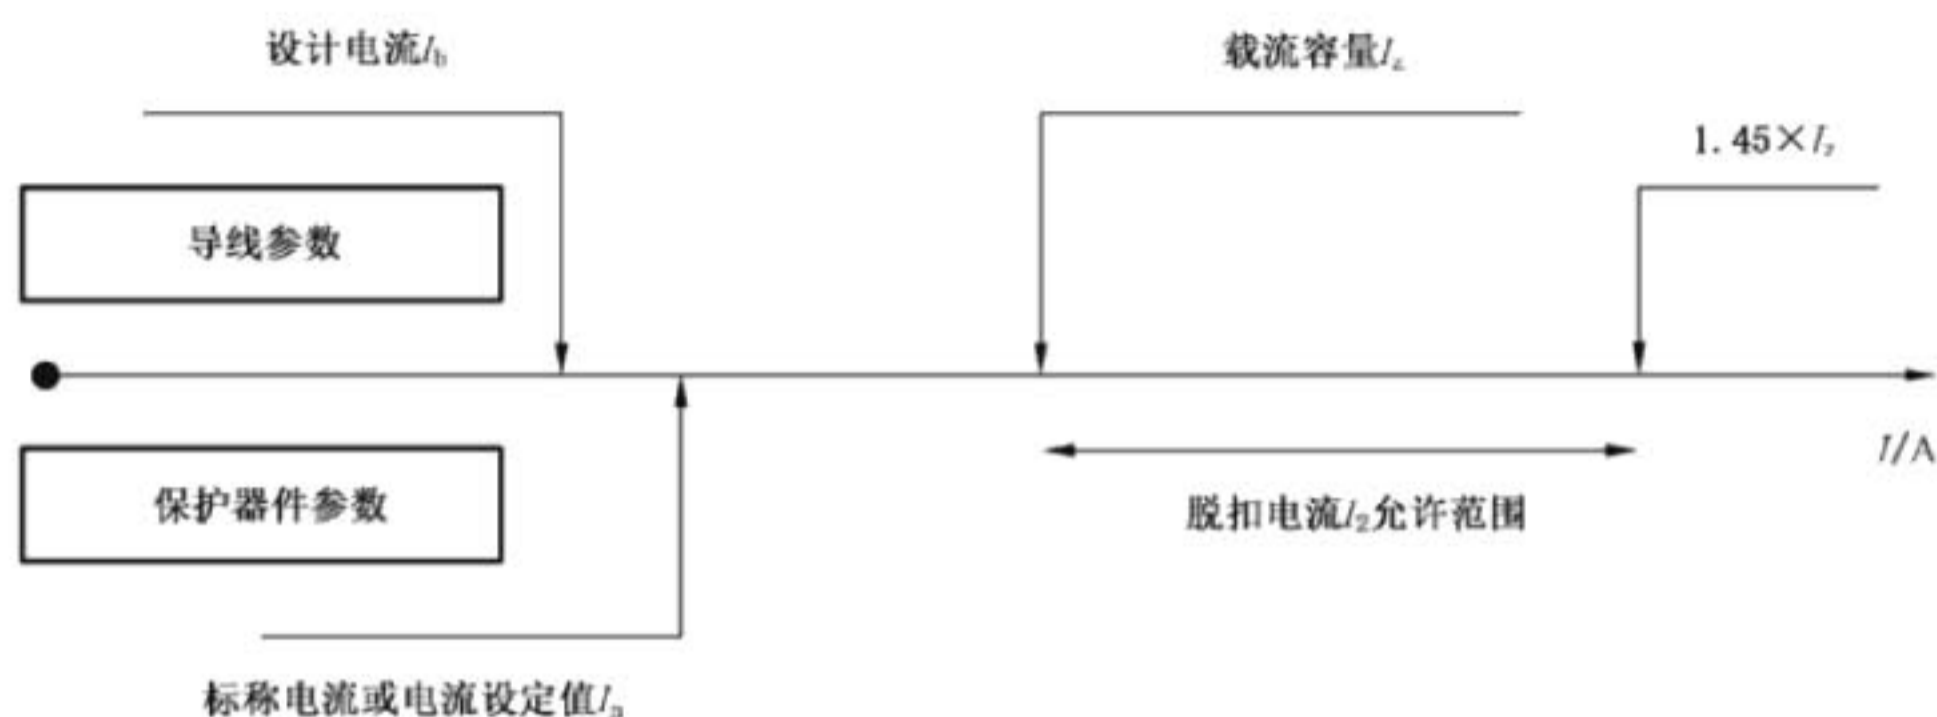 设计电流I_b
载流容量I_z
1.45×I_z
导线参数
保护器件参数
I/A
脱扣电流I_2允许范围
标称电流或电流设定值I_n